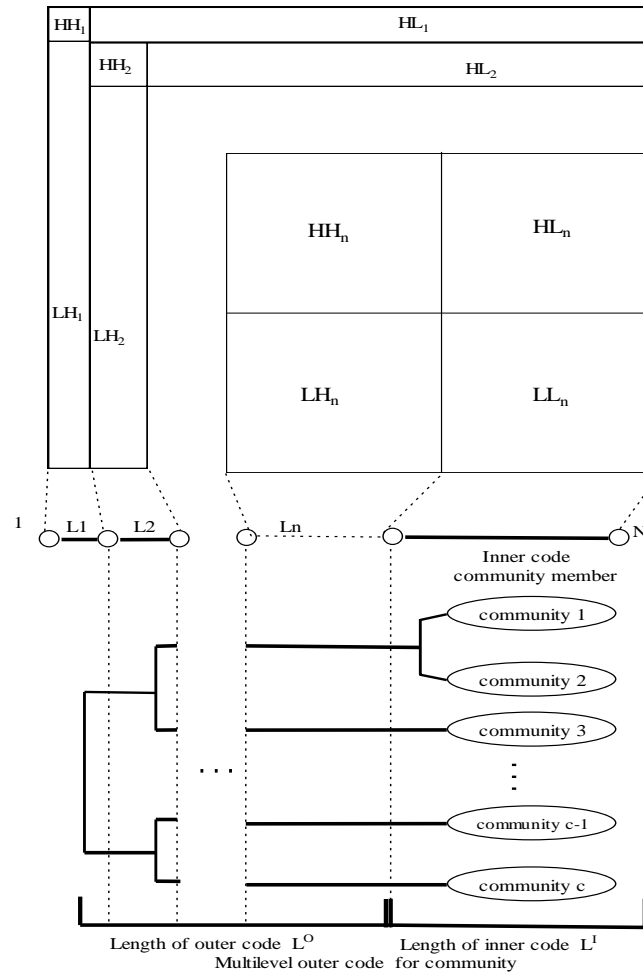 HH₁ HL₁
HH₂ HL₂
HHₙ HLₙ
LH₁
LH₂
LHₙ LLₙ
1 L1 L2 Ln N
Inner code
community member
community 1
community 2
community 3
. . .
community c-1
community c
Length of outer code Lᴼ Length of inner code Lᴵ
Multilevel outer code for community